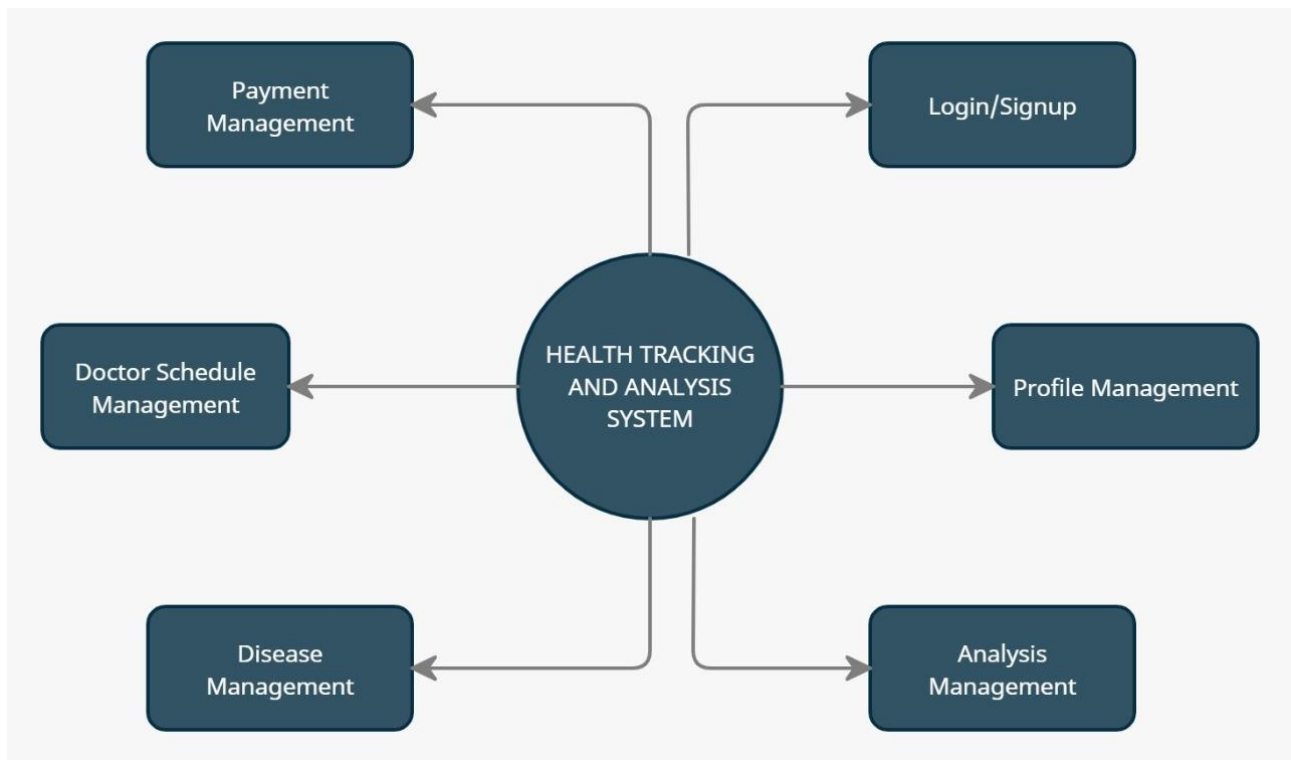 Payment
Management
Login/Signup
Doctor Schedule
Management
HEALTH TRACKING
AND ANALYSIS
SYSTEM
Profile Management
Disease
Management
Analysis
Management